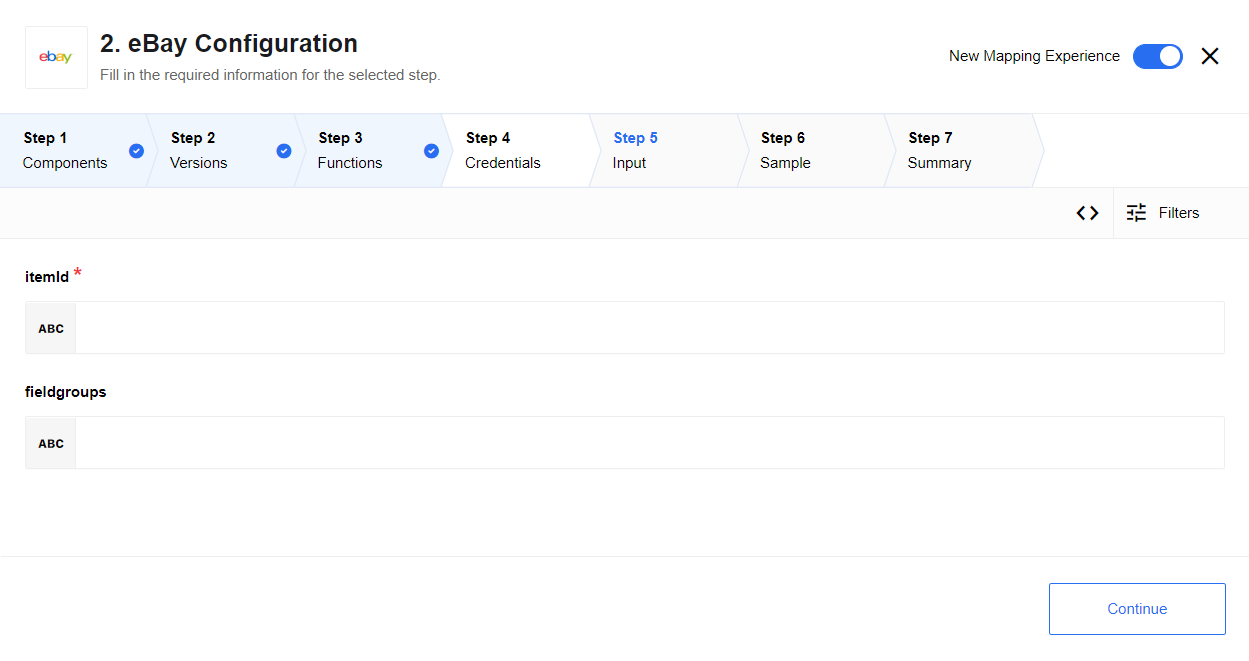 ebay
2. eBay Configuration
Fill in the required information for the selected step.
New Mapping Experience
Step 1
Components
Step 2
Versions
Step 3
Functions
Step 4
Credentials
Step 5
Input
Step 6
Sample
Step 7
Summary
Filters
itemId *
ABC
fieldgroups
ABC
Continue